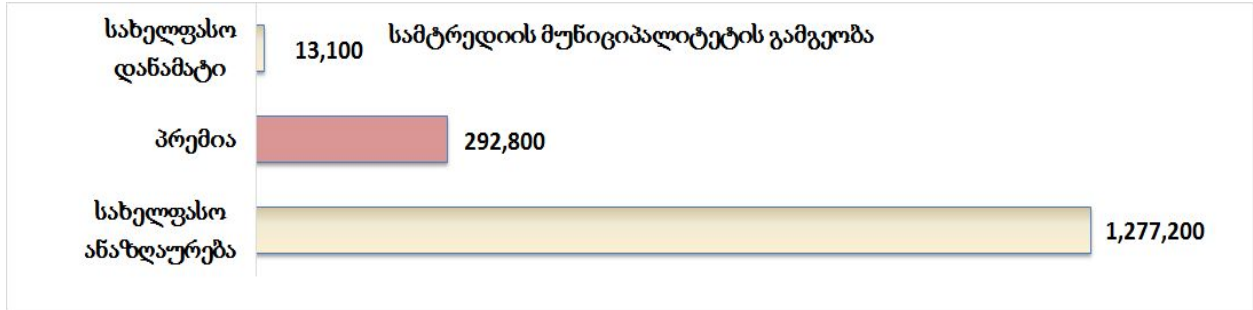 სამტრედიის მუნიციპალიტეტის გამგეობა
სახელფასო
დანამატი
13,100
პრემია
292,800
სახელფასო
ანაზღაურება
1,277,200